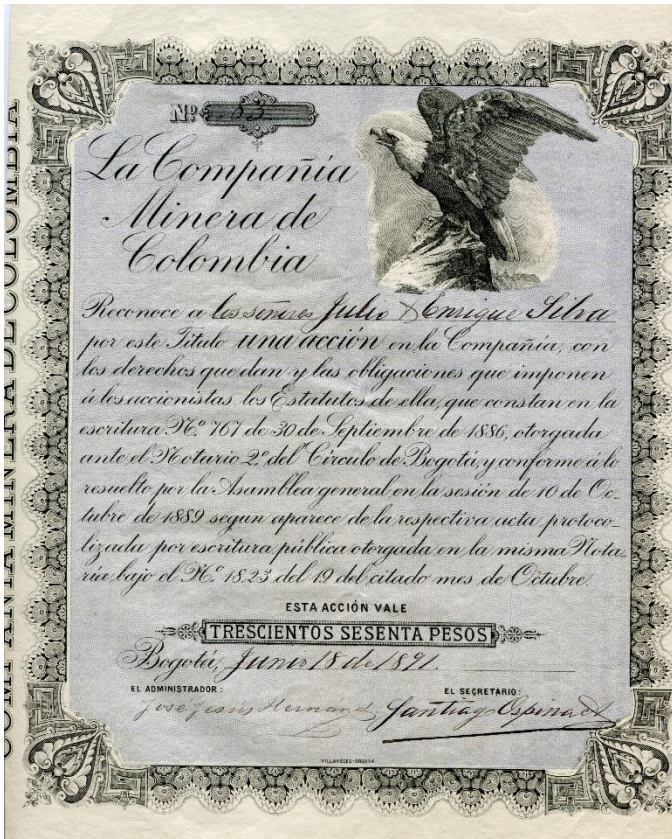 COMPAÑIA MINERA DE COLOMBIA
Nº 53
La Compañia
Minera de
Colombia
Reconoce a los señores Julio D Enrique Silva
por este Título una acción en la Compañia, con
los derechos que dan y las obligaciones que imponen
á los accionistas los Estatutos de ella, que constan en la
escritura Nº 767 de 30 de Septiembre de 1886, otorgada
ante el Notario 2º del Círculo de Bogotá, y conforme á lo
resuelto por la Asamblea general en la sesión de 10 de Oc-
tubre de 1889 segun aparece de la respectiva acta protoco-
lizada por escritura pública otorgada en la misma Nota-
ría, bajo el Nº 1823 del 19 del citado mes de Octubre.
ESTA ACCIÓN VALE
TRESCIENTOS SESENTA PESOS
Bogotá, Junio 18 de 1891.
EL ADMINISTRADOR:
EL SECRETARIO:
José Jesús
Santiago Ospina
VILLAVECES-BOGOTA